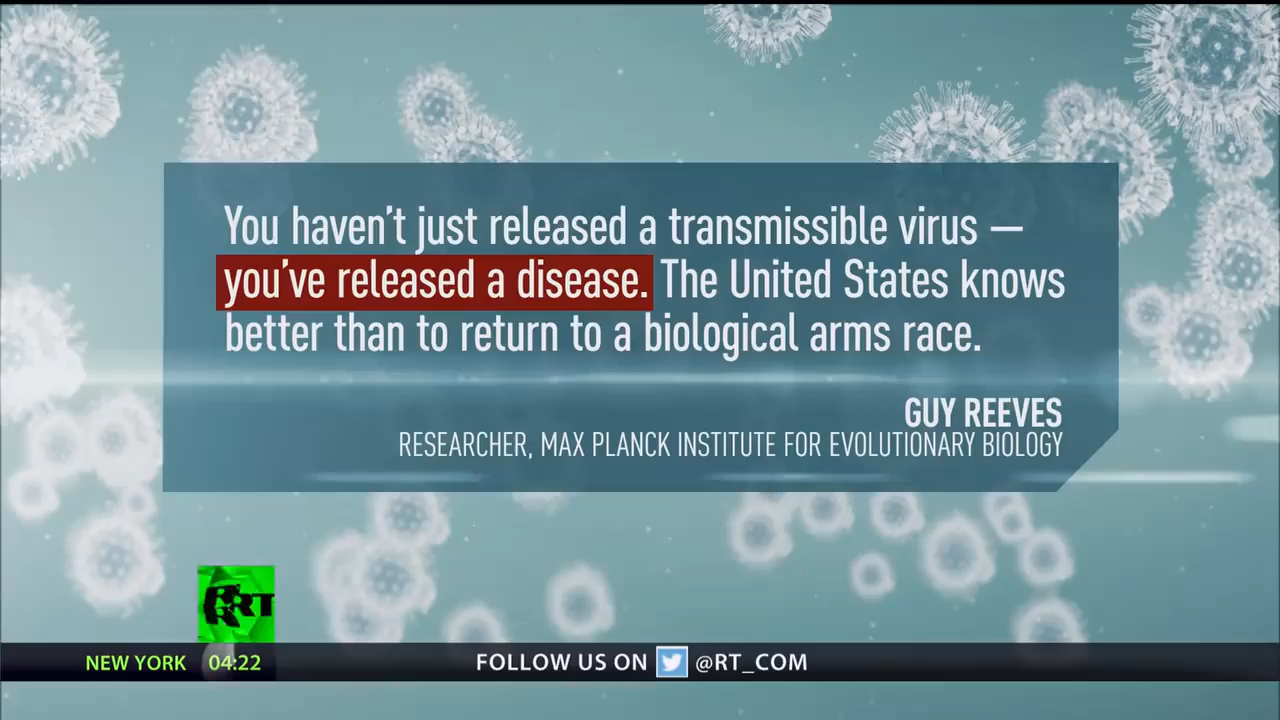 You haven't just released a transmissible virus —
you've released a disease. The United States knows
better than to return to a biological arms race.
GUY REEVES
RESEARCHER, MAX PLANCK INSTITUTE FOR EVOLUTIONARY BIOLOGY
RT
NEW YORK 04:22 FOLLOW US ON @RT_COM